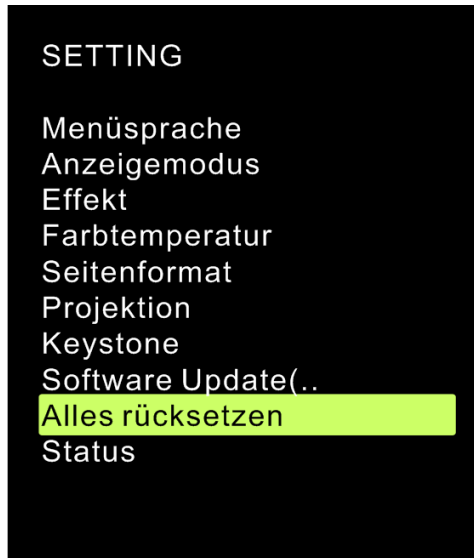 SETTING
Menüsprache
Anzeigemodus
Effekt
Farbtemperatur
Seitenformat
Projektion
Keystone
Software Update(..
Alles rücksetzen
Status